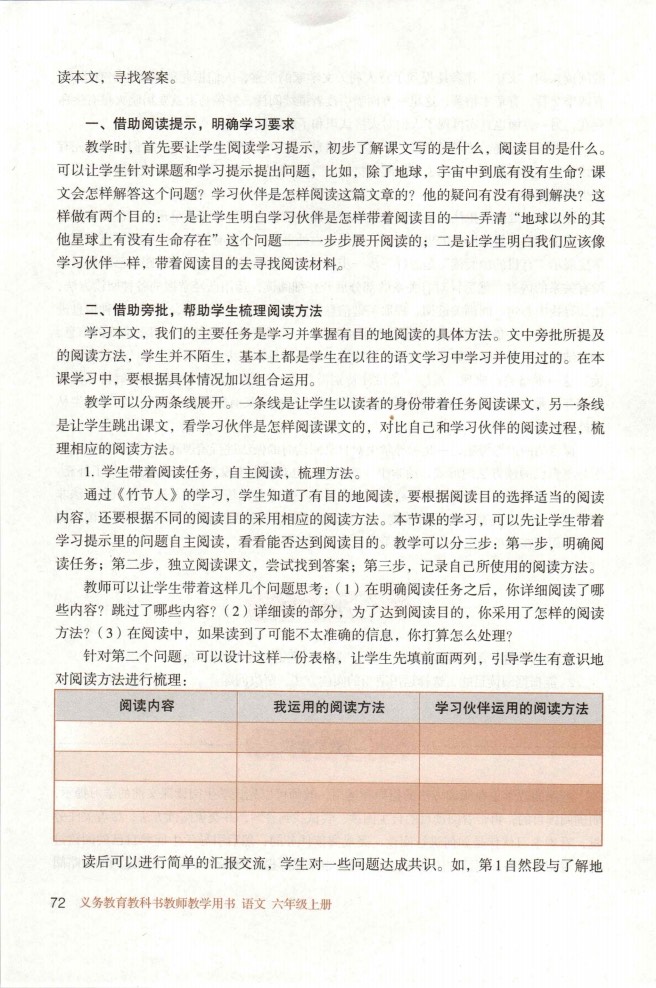 读本文，寻找答案。
一、借助阅读提示，明确学习要求
教学时，首先要让学生阅读学习提示，初步了解课文写的是什么，阅读目的是什么。
可以让学生针对课题和学习提示提出问题，比如，除了地球，宇宙中到底有没有生命？课
文会怎样解答这个问题？学习伙伴是怎样阅读这篇文章的？他的疑问有没有得到解决？这
样做有两个目的：一是让学生明白学习伙伴是怎样带着阅读目的——弄清“地球以外的其
他星球上有没有生命存在”这个问题——一步步展开阅读的；二是让学生明白我们应该像
学习伙伴一样，带着阅读目的去寻找阅读材料。
二、借助旁批，帮助学生梳理阅读方法
学习本文，我们的主要任务是学习并掌握有目的地阅读的具体方法。文中旁批所提及
的阅读方法，学生并不陌生，基本上都是学生在以往的语文学习中学习并使用过的。在本
课学习中，要根据具体情况加以组合运用。
教学可以分两条线展开。一条线是让学生以读者的身份带着任务阅读课文，另一条线
是让学生跳出课文，看学习伙伴是怎样阅读课文的，对比自己和学习伙伴的阅读过程，梳
理相应的阅读方法。
1. 学生带着阅读任务，自主阅读，梳理方法。
通过《竹节人》的学习，学生知道了有目的地阅读，要根据阅读目的选择适当的阅读
内容，还要根据不同的阅读目的采用相应的阅读方法。本节课的学习，可以先让学生带着
学习提示里的问题自主阅读，看看能否达到阅读目的。教学可以分三步：第一步，明确阅
读任务；第二步，独立阅读课文，尝试找到答案；第三步，记录自己所使用的阅读方法。
教师可以让学生带着这样几个问题思考：（1）在明确阅读任务之后，你详细阅读了哪
些内容？跳过了哪些内容？（2）详细读的部分，为了达到阅读目的，你采用了怎样的阅读
方法？（3）在阅读中，如果读到了可能不太准确的信息，你打算怎么处理？
针对第二个问题，可以设计这样一份表格，让学生先填前面两列，引导学生有意识地
对阅读方法进行梳理：
阅读内容 我运用的阅读方法 学习伙伴运用的阅读方法
读后可以进行简单的汇报交流，学生对一些问题达成共识。如，第1自然段与了解地
72 义务教育教科书教师教学用书 语文 六年级上册